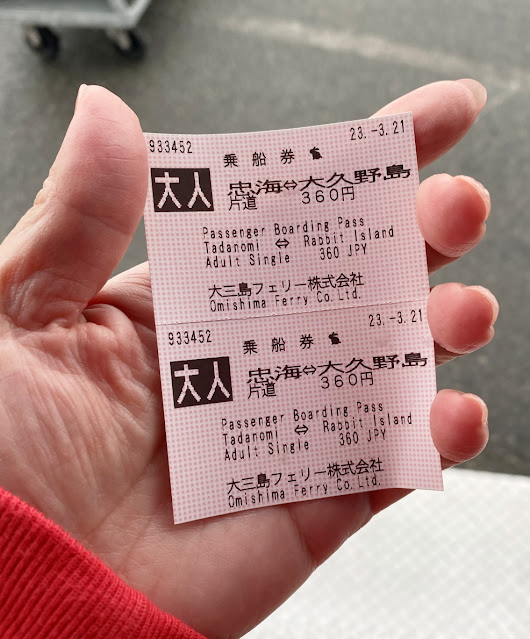 933452 23.-3.21
乗船券
大人 忠海⇔大久野島
片道 360円
Passenger Boarding Pass
Tadanomi ⇔ Rabbit Island
Adult Single 360 JPY
大三島フェリー株式会社
Omishima Ferry Co.Ltd.
933452 23.-3.21
乗船券
大人 忠海⇔大久野島
片道 360円
Passenger Boarding Pass
Tadanomi ⇔ Rabbit Island
Adult Single 360 JPY
大三島フェリー株式会社
Omishima Ferry Co.Ltd.